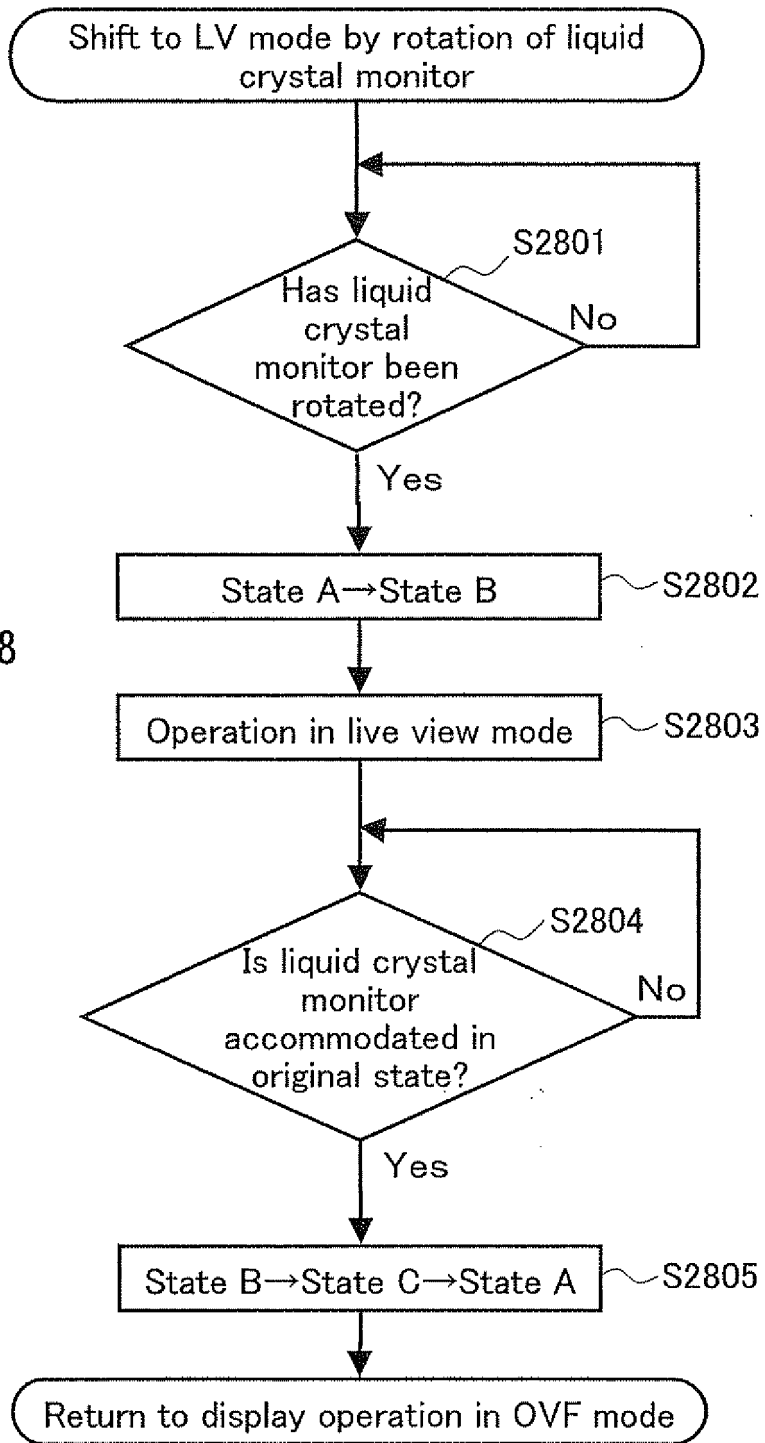 Shift to LV mode by rotation of liquid
crystal monitor
S2801
Has liquid
crystal
monitor been
rotated?
No
Yes
State A→State B
S2802
8
Operation in live view mode
S2803
S2804
Is liquid crystal
monitor
accommodated in
original state?
No
Yes
State B→State C→State A
S2805
Return to display operation in OVF mode